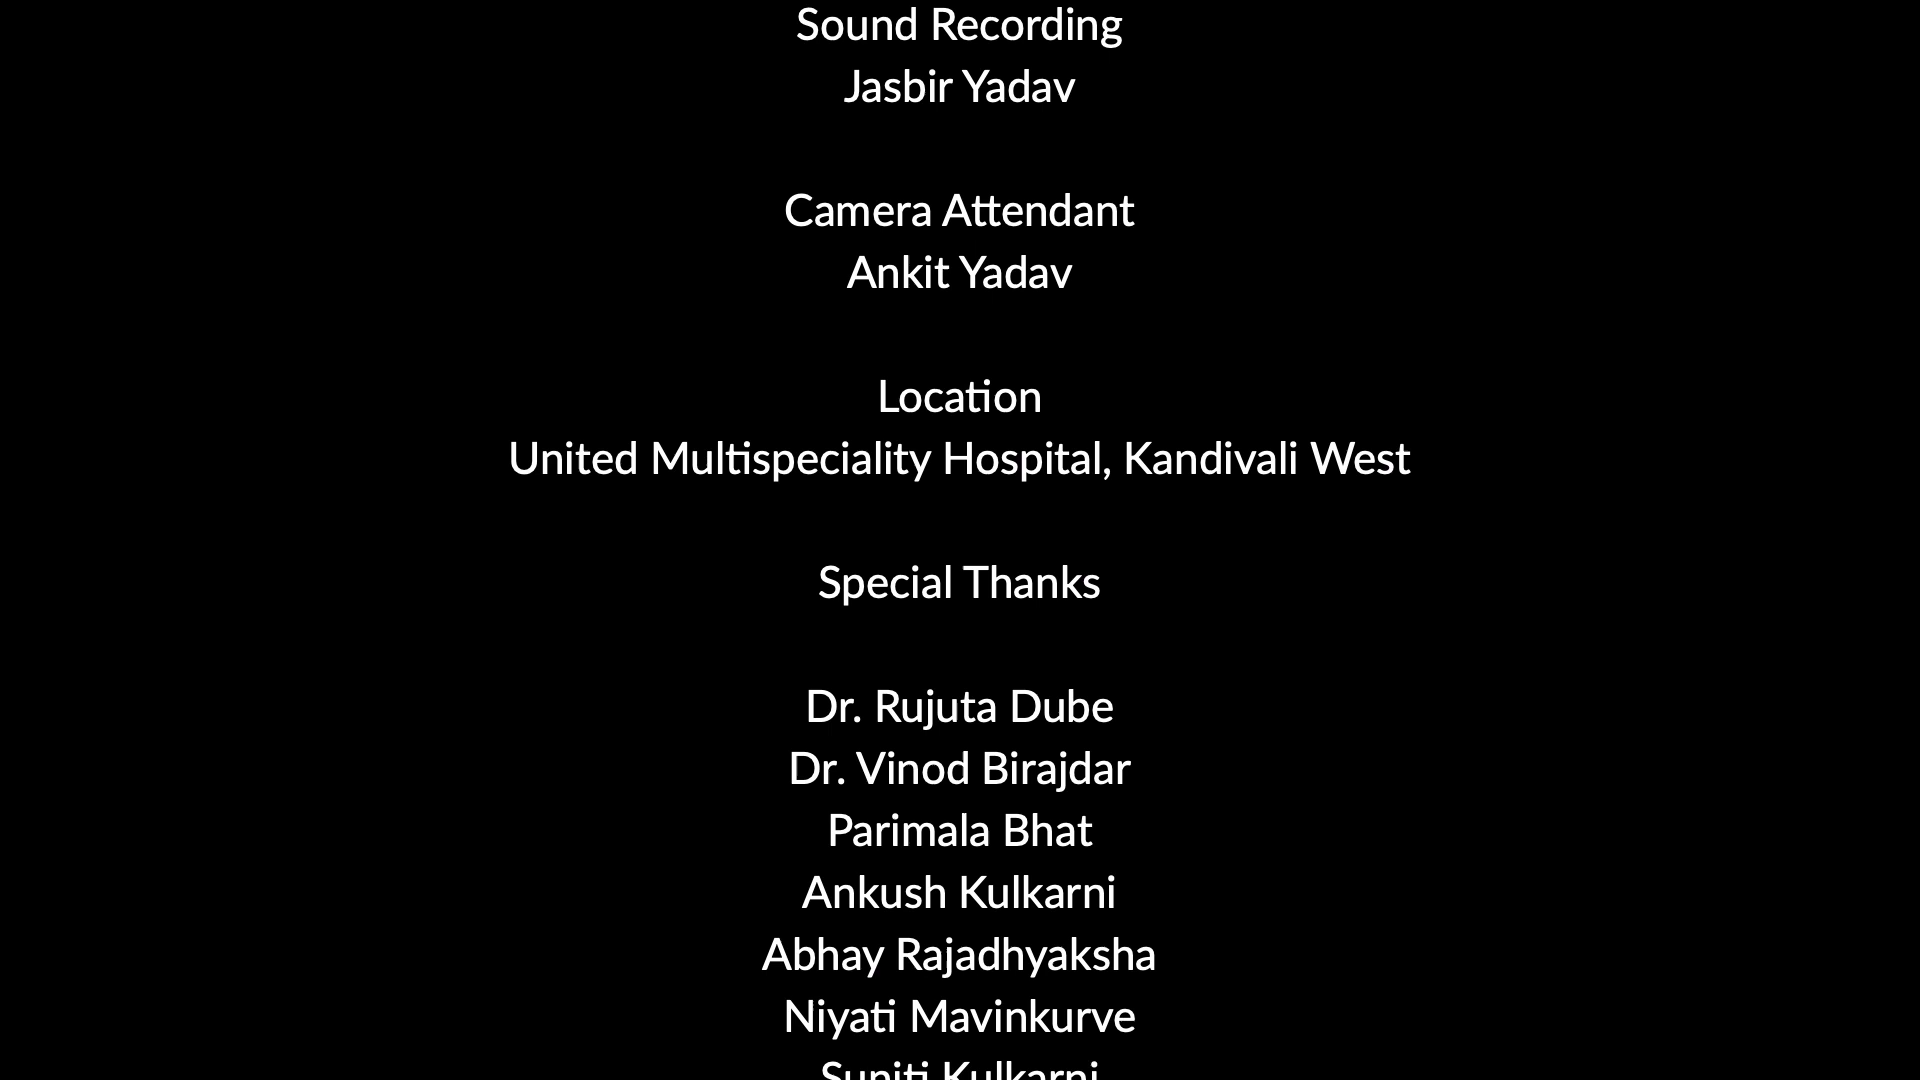 Sound Recording
Jasbir Yadav
Camera Attendant
Ankit Yadav
Location
United Multispeciality Hospital, Kandivali West
Special Thanks
Dr. Rujuta Dube
Dr. Vinod Birajdar
Parimala Bhat
Ankush Kulkarni
Abhay Rajadhyaksha
Niyati Mavinkurve
Kulkarni